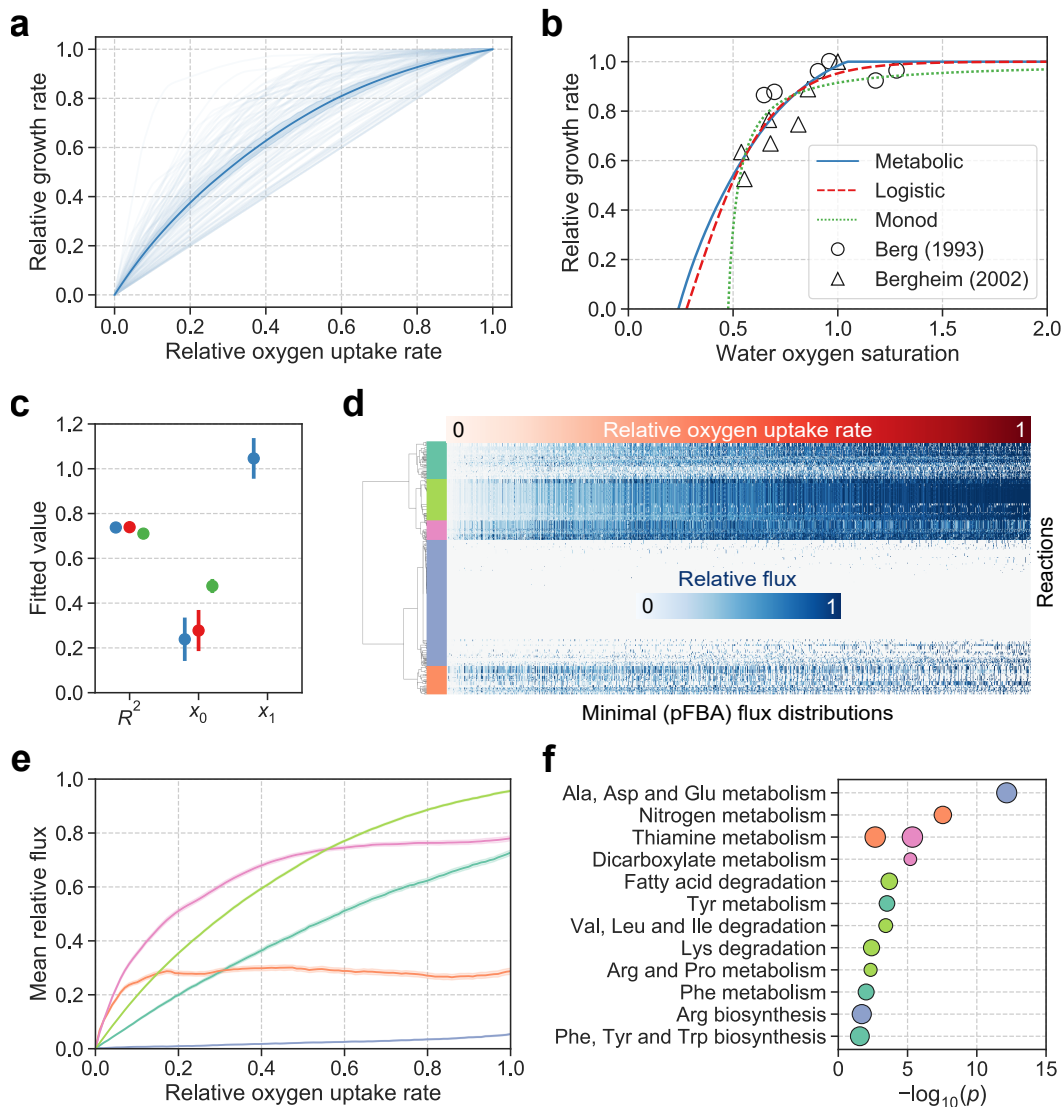 a
1.0
0.8
0.6
0.4
0.2
0.0
Relative growth rate
0.0 0.2 0.4 0.6 0.8 1.0
Relative oxygen uptake rate
b
1.0
0.8
0.6
0.4
0.2
0.0
Relative growth rate
Metabolic
Logistic
Monod
Berg (1993)
Bergheim (2002)
0.0 0.5 1.0 1.5 2.0
Water oxygen saturation
c
1.2
1.0
0.8
0.6
0.4
0.2
0.0
Fitted value
R² x₀ x₁
d
0 Relative oxygen uptake rate 1
Relative flux
0 1
Reactions
Minimal (pFBA) flux distributions
e
1.0
0.8
0.6
0.4
0.2
0.0
Mean relative flux
0.0 0.2 0.4 0.6 0.8 1.0
Relative oxygen uptake rate
f
Ala, Asp and Glu metabolism
Nitrogen metabolism
Thiamine metabolism
Dicarboxylate metabolism
Fatty acid degradation
Tyr metabolism
Val, Leu and Ile degradation
Lys degradation
Arg and Pro metabolism
Phe metabolism
Arg biosynthesis
Phe, Tyr and Trp biosynthesis
0 5 10 15
−log₁₀(p)